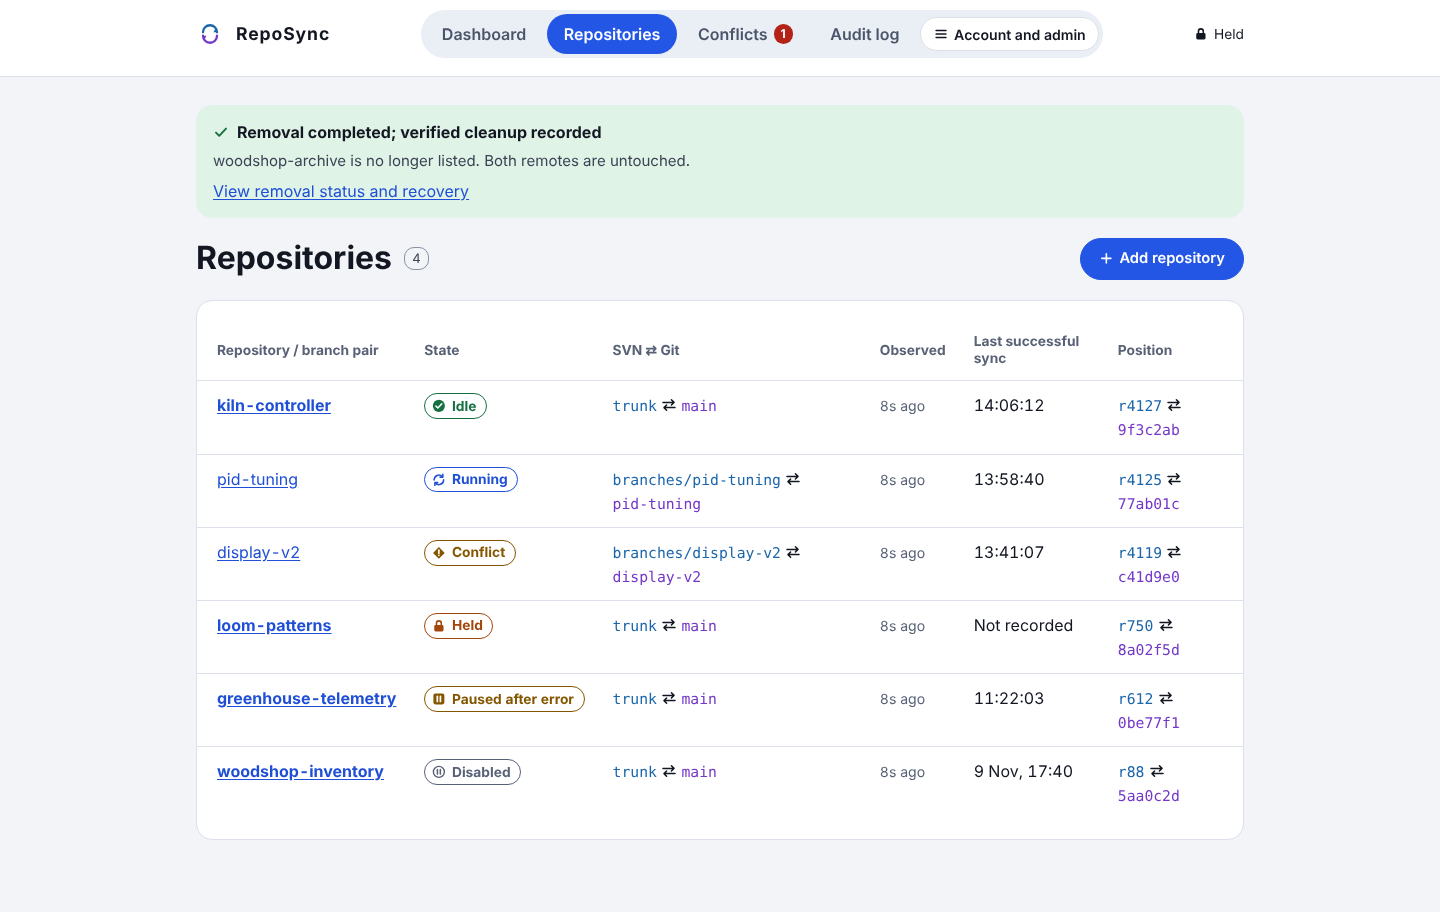 RepoSync
Dashboard
Repositories
Conflicts 1
Audit log
Account and admin
Held
Removal completed; verified cleanup recorded
woodshop-archive is no longer listed. Both remotes are untouched.
View removal status and recovery
Repositories 4
+ Add repository
Repository / branch pair State SVN ⇄ Git Observed Last successful sync Position
kiln-controller Idle trunk ⇄ main 8s ago 14:06:12 r4127 ⇄
9f3c2ab
pid-tuning Running branches/pid-tuning ⇄ 8s ago 13:58:40 r4125 ⇄
pid-tuning 77ab01c
display-v2 Conflict branches/display-v2 ⇄ 8s ago 13:41:07 r4119 ⇄
display-v2 c41d9e0
loom-patterns Held trunk ⇄ main 8s ago Not recorded r750 ⇄
8a02f5d
greenhouse-telemetry Paused after error trunk ⇄ main 8s ago 11:22:03 r612 ⇄
0be77f1
woodshop-inventory Disabled trunk ⇄ main 8s ago 9 Nov, 17:40 r88 ⇄
5aa0c2d